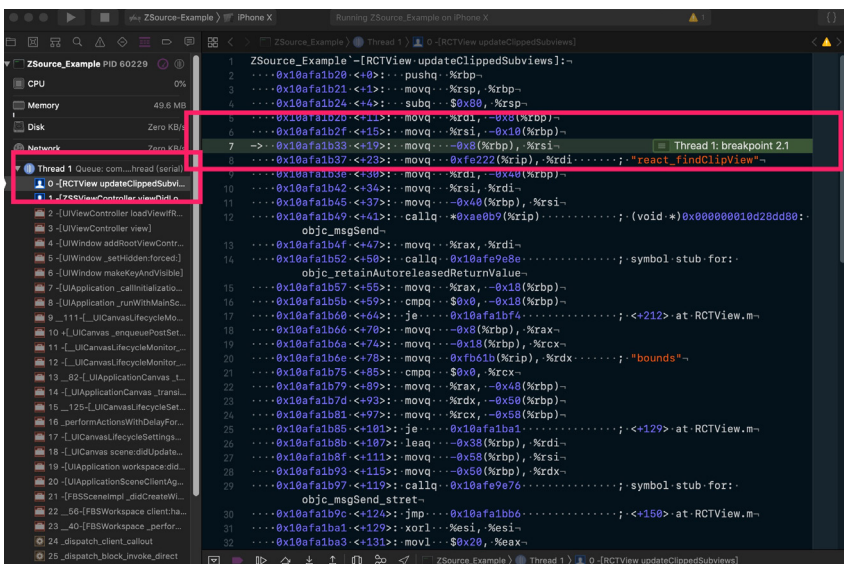 ZSource-Example 〉 iPhone X
Running ZSource_Example on iPhone X
1
ZSource_Example 〉 Thread 1 〉 0 -[RCTView updateClippedSubviews]
ZSource_Example PID 60229
CPU 0%
Memory 49.6 MB
Disk Zero KB/s
Network Zero KB/s
Thread 1 Queue: com....hread (serial)
0 -[RCTView updateClippedSubvi...
1 -[ZSSViewController viewDidLo...
2 -[UIViewController loadViewIfR...
3 -[UIViewController view]
4 -[UIWindow addRootViewContr...
5 -[UIWindow _setHidden:forced:]
6 -[UIWindow makeKeyAndVisible]
7 -[UIApplication _callInitializatio...
8 -[UIApplication _runWithMainSc...
9 __111-[__UICanvasLifecycleMo...
10 +[_UICanvas _enqueuePostSet...
11 -[__UICanvasLifecycleMonitor_...
12 -[__UICanvasLifecycleMonitor_...
13 __82-[_UIApplicationCanvas _t...
14 -[_UIApplicationCanvas _transi...
15 __125-[_UICanvasLifecycleSet...
16 _performActionsWithDelayFor...
17 -[_UICanvasLifecycleSettings...
18 -[_UICanvas scene:didUpdate...
19 -[UIApplication workspace:did...
20 -[UIApplicationSceneClientAg...
21 -[FBSSceneImpl _didCreateWi...
22 __56-[FBSWorkspace client:ha...
23 __40-[FBSWorkspace _perfor...
24 _dispatch_client_callout
25 _dispatch_block_invoke_direct
1 ZSource_Example`-[RCTView·updateClippedSubviews]:¬
2 ····0x10afa1b20·<+0>:···pushq··%rbp¬
3 ····0x10afa1b21·<+1>:···movq···%rsp,·%rbp¬
4 ····0x10afa1b24·<+4>:···subq···$0x80,·%rsp¬
5 ····0x10afa1b2b·<+11>:··movq···%rdi,·-0x8(%rbp)¬
6 ····0x10afa1b2f·<+15>:··movq···%rsi,·-0x10(%rbp)¬
7 ->··0x10afa1b33·<+19>:··movq···-0x8(%rbp),·%rsi¬ Thread 1: breakpoint 2.1
8 ····0x10afa1b37·<+23>:··movq···0xfe222(%rip),·%rdi······;·"react_findClipView"¬
9 ····0x10afa1b3e·<+30>:··movq···%rdi,·-0x40(%rbp)¬
10 ····0x10afa1b42·<+34>:··movq···%rsi,·%rdi¬
11 ····0x10afa1b45·<+37>:··movq···-0x40(%rbp),·%rsi¬
12 ····0x10afa1b49·<+41>:··callq··*0xae0b9(%rip)···········;·(void·*)0x000000010d28dd80:·
objc_msgSend¬
13 ····0x10afa1b4f·<+47>:··movq···%rax,·%rdi¬
14 ····0x10afa1b52·<+50>:··callq··0x10afa9e8e··············;·symbol·stub·for:·
objc_retainAutoreleasedReturnValue¬
15 ····0x10afa1b57·<+55>:··movq···%rax,·-0x18(%rbp)¬
16 ····0x10afa1b5b·<+59>:··cmpq···$0x0,·-0x18(%rbp)¬
17 ····0x10afa1b60·<+64>:··je·····0x10afa1bf4··············;·<+212>·at·RCTView.m¬
18 ····0x10afa1b66·<+70>:··movq···-0x8(%rbp),·%rax¬
19 ····0x10afa1b6a·<+74>:··movq···-0x18(%rbp),·%rcx¬
20 ····0x10afa1b6e·<+78>:··movq···0xfb61b(%rip),·%rdx······;·"bounds"¬
21 ····0x10afa1b75·<+85>:··cmpq···$0x0,·%rcx¬
22 ····0x10afa1b79·<+89>:··movq···%rax,·-0x48(%rbp)¬
23 ····0x10afa1b7d·<+93>:··movq···%rdx,·-0x50(%rbp)¬
24 ····0x10afa1b81·<+97>:··movq···%rcx,·-0x58(%rbp)¬
25 ····0x10afa1b85·<+101>:·je·····0x10afa1ba1··············;·<+129>·at·RCTView.m¬
26 ····0x10afa1b8b·<+107>:·leaq···-0x38(%rbp),·%rdi¬
27 ····0x10afa1b8f·<+111>:·movq···-0x58(%rbp),·%rsi¬
28 ····0x10afa1b93·<+115>:·movq···-0x50(%rbp),·%rdx¬
29 ····0x10afa1b97·<+119>:·callq··0x10afa9e76··············;·symbol·stub·for:·
objc_msgSend_stret¬
30 ····0x10afa1b9c·<+124>:·jmp····0x10afa1bb6··············;·<+150>·at·RCTView.m¬
31 ····0x10afa1ba1·<+129>:·xorl···%esi,·%esi¬
32 ····0x10afa1ba3·<+131>:·movl···$0x20,·%eax¬
ZSource_Example 〉 Thread 1 〉 0 -[RCTView updateClippedSubviews]